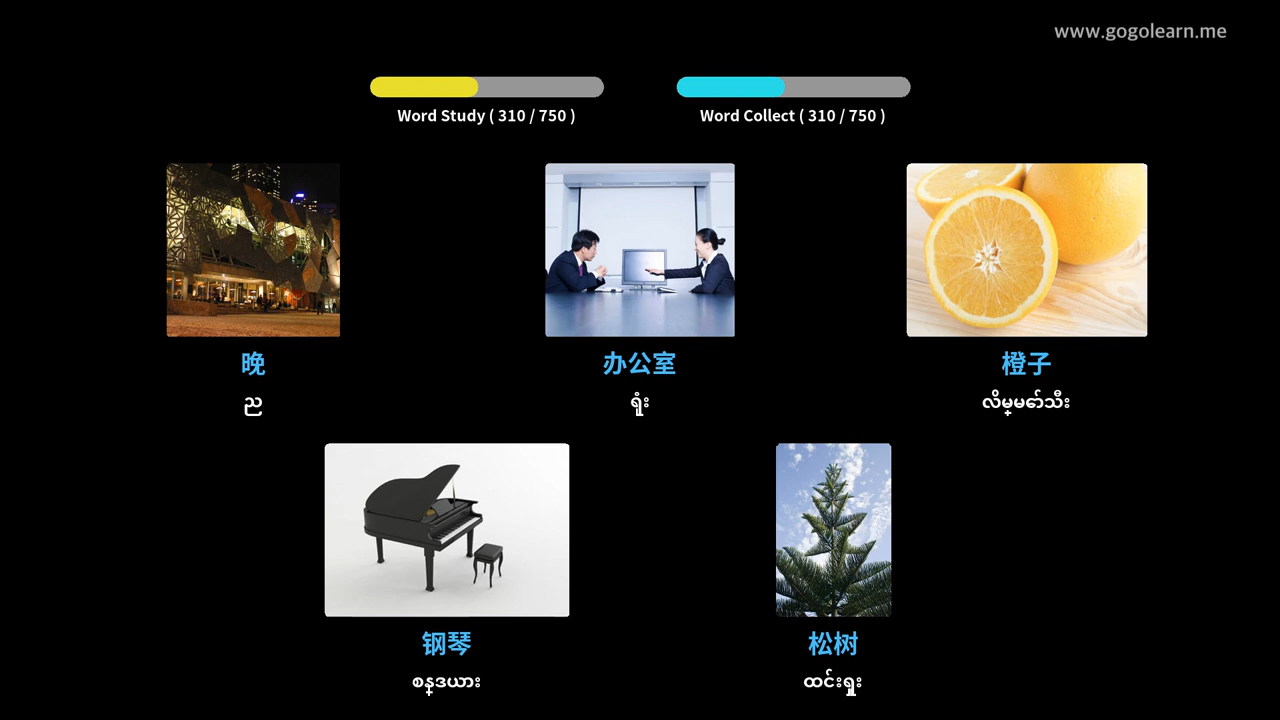 www.gogolearn.me
Word Study ( 310 / 750 )
Word Collect ( 310 / 750 )
晚
办公室
橙子
ည
ရုံး
လိမ္မော်သီး
钢琴
松树
စန္ဒယား
ထင်းရှူး